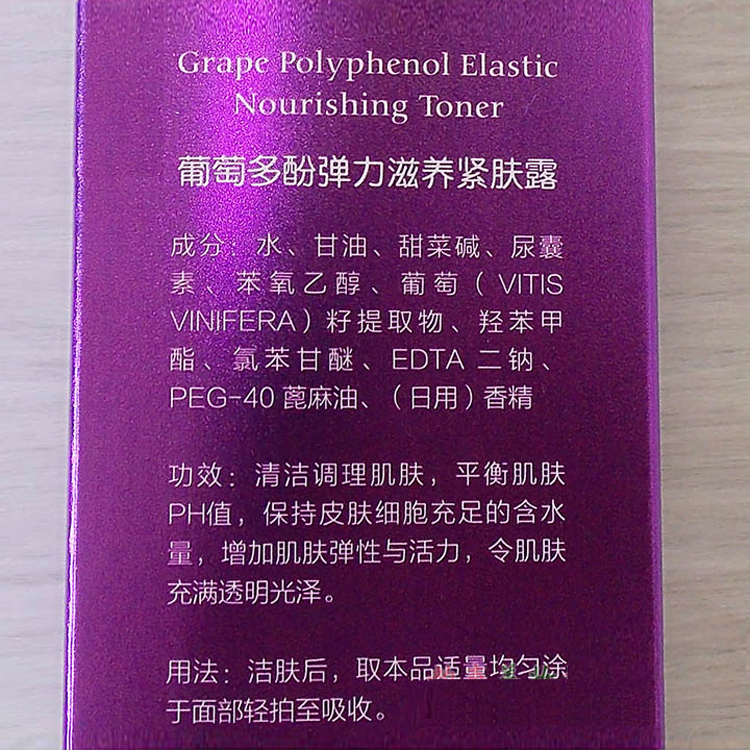 Grape Polyphenol Elastic
Nourishing Toner
葡萄多酚弹力滋养紧肤露
成分：水、甘油、甜菜碱、尿囊
素、苯氧乙醇、葡萄（VITIS
VINIFERA）籽提取物、羟苯甲
酯、氯苯甘醚、EDTA 二钠、
PEG-40 蓖麻油、（日用）香精
功效：清洁调理肌肤，平衡肌肤
PH值，保持皮肤细胞充足的含水
量，增加肌肤弹性与活力，令肌肤
充满透明光泽。
用法：洁肤后，取本品适量均匀涂
于面部轻拍至吸收。